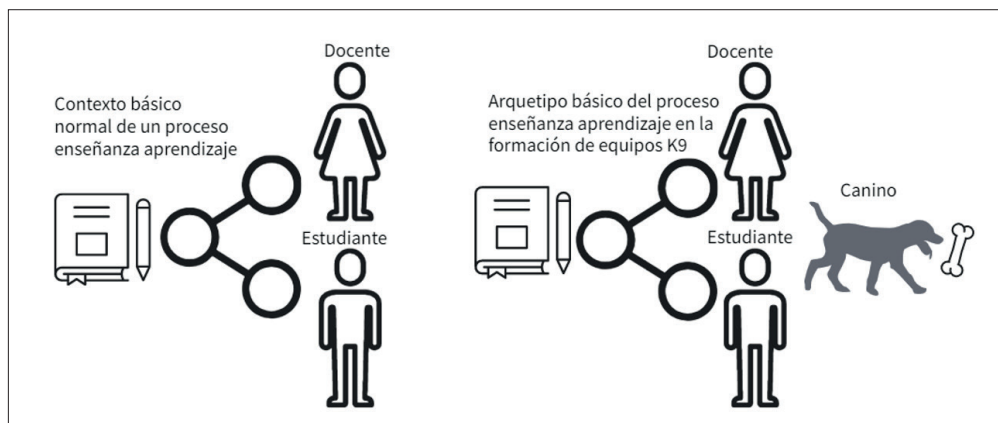 Docente
Contexto básico
normal de un proceso
enseñanza aprendizaje
Estudiante
Docente
Arquetipo básico del proceso
enseñanza aprendizaje en la
formación de equipos K9
Canino
Estudiante